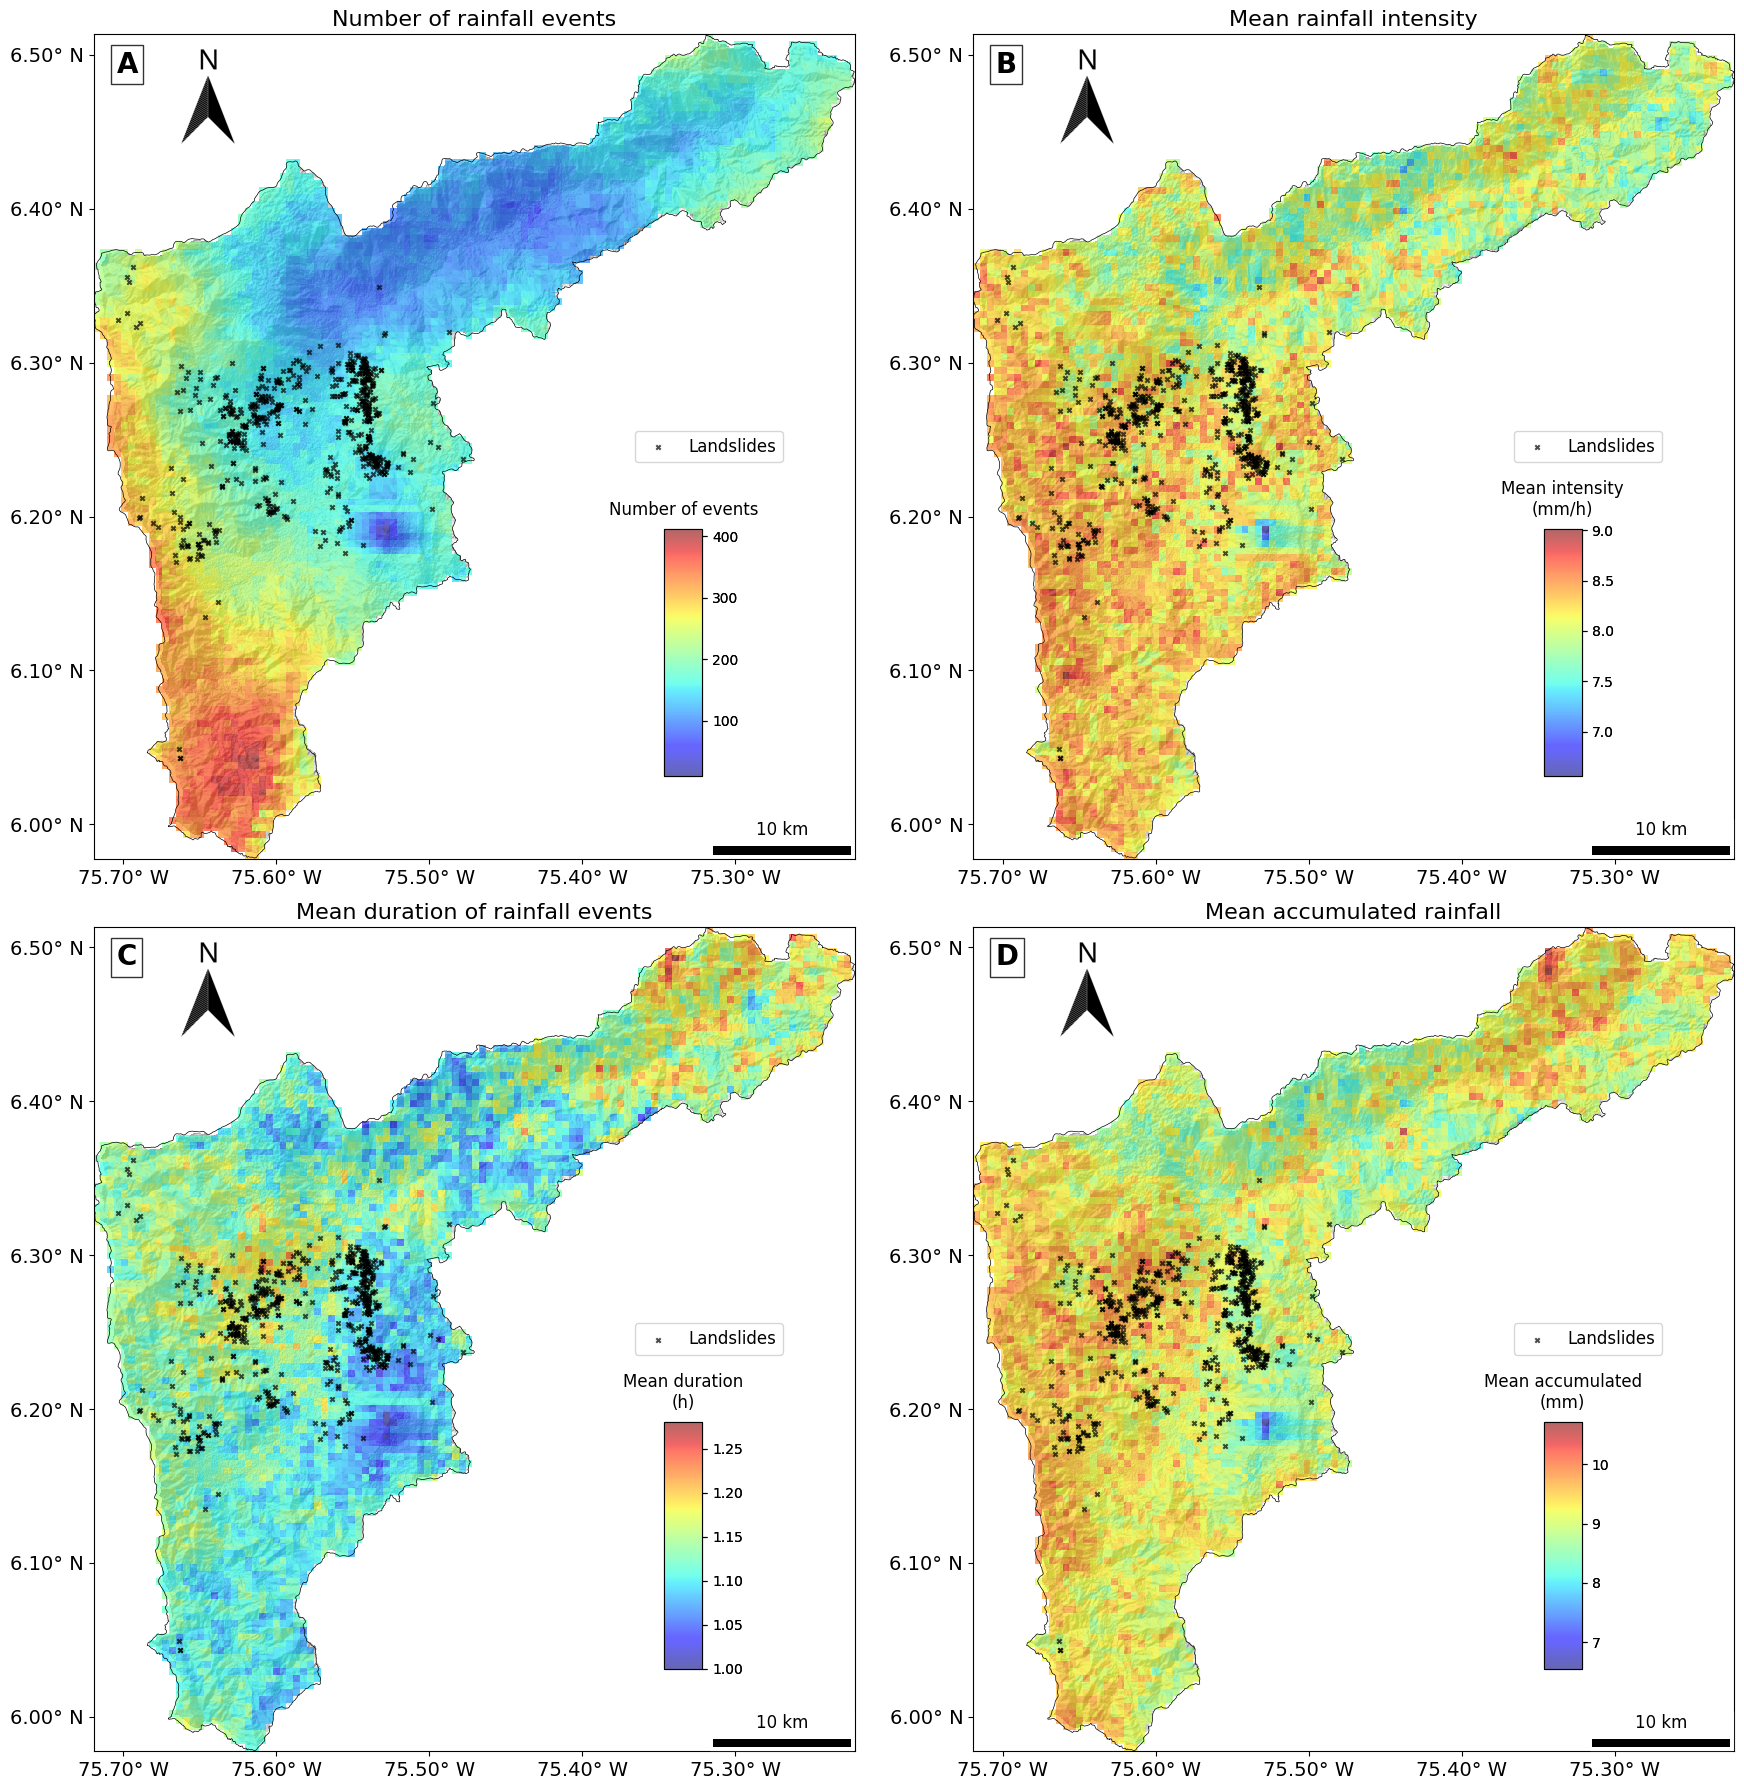 Number of rainfall events
A
N
6.50° N
6.40° N
6.30° N
6.20° N
6.10° N
6.00° N
Landslides
Number of events
400
300
200
100
10 km
75.70° W
75.60° W
75.50° W
75.40° W
75.30° W
Mean rainfall intensity
B
N
6.50° N
6.40° N
6.30° N
6.20° N
6.10° N
6.00° N
Landslides
Mean intensity
(mm/h)
9.0
8.5
8.0
7.5
7.0
10 km
75.70° W
75.60° W
75.50° W
75.40° W
75.30° W
Mean duration of rainfall events
C
N
6.50° N
6.40° N
6.30° N
6.20° N
6.10° N
6.00° N
Landslides
Mean duration
(h)
1.25
1.20
1.15
1.10
1.05
1.00
10 km
75.70° W
75.60° W
75.50° W
75.40° W
75.30° W
Mean accumulated rainfall
D
N
6.50° N
6.40° N
6.30° N
6.20° N
6.10° N
6.00° N
Landslides
Mean accumulated
(mm)
10
9
8
7
10 km
75.70° W
75.60° W
75.50° W
75.40° W
75.30° W